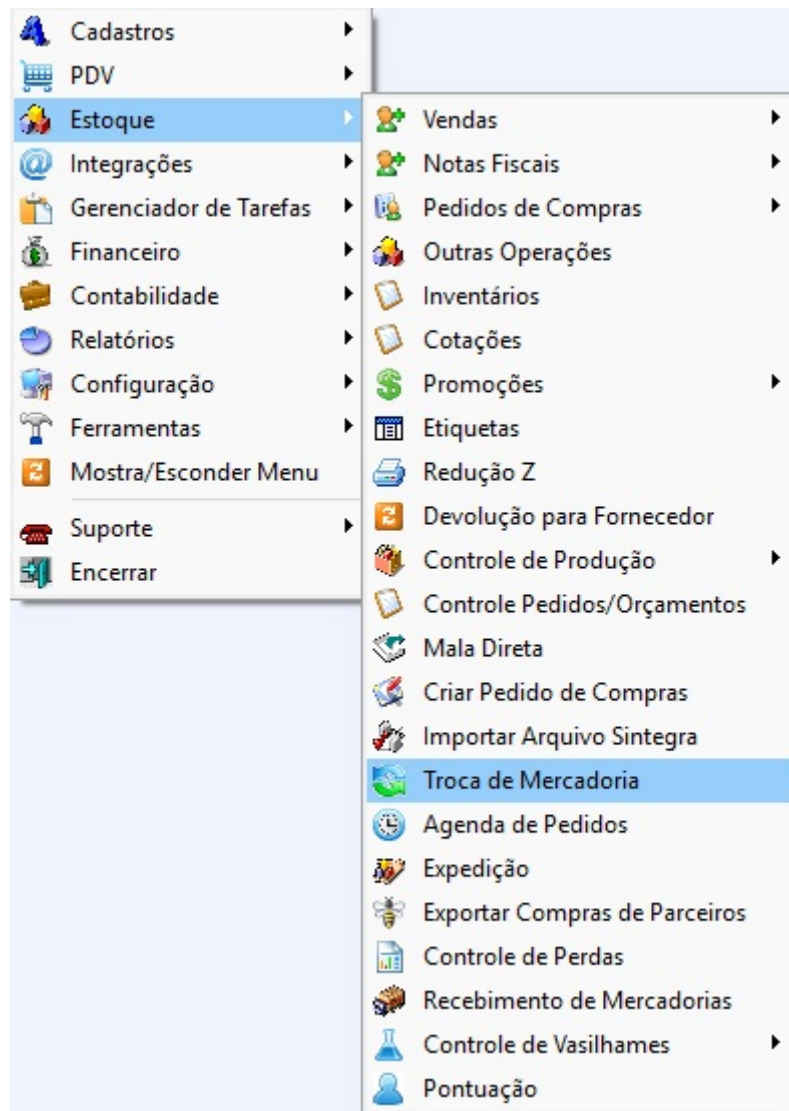 Cadastros
PDV
Estoque
Integrações
Gerenciador de Tarefas
Financeiro
Contabilidade
Relatórios
Configuração
Ferramentas
Mostra/Esconder Menu
Suporte
Encerrar
Vendas
Notas Fiscais
Pedidos de Compras
Outras Operações
Inventários
Cotações
Promoções
Etiquetas
Redução Z
Devolução para Fornecedor
Controle de Produção
Controle Pedidos/Orçamentos
Mala Direta
Criar Pedido de Compras
Importar Arquivo Sintegra
Troca de Mercadoria
Agenda de Pedidos
Expedição
Exportar Compras de Parceiros
Controle de Perdas
Recebimento de Mercadorias
Controle de Vasilhames
Pontuação